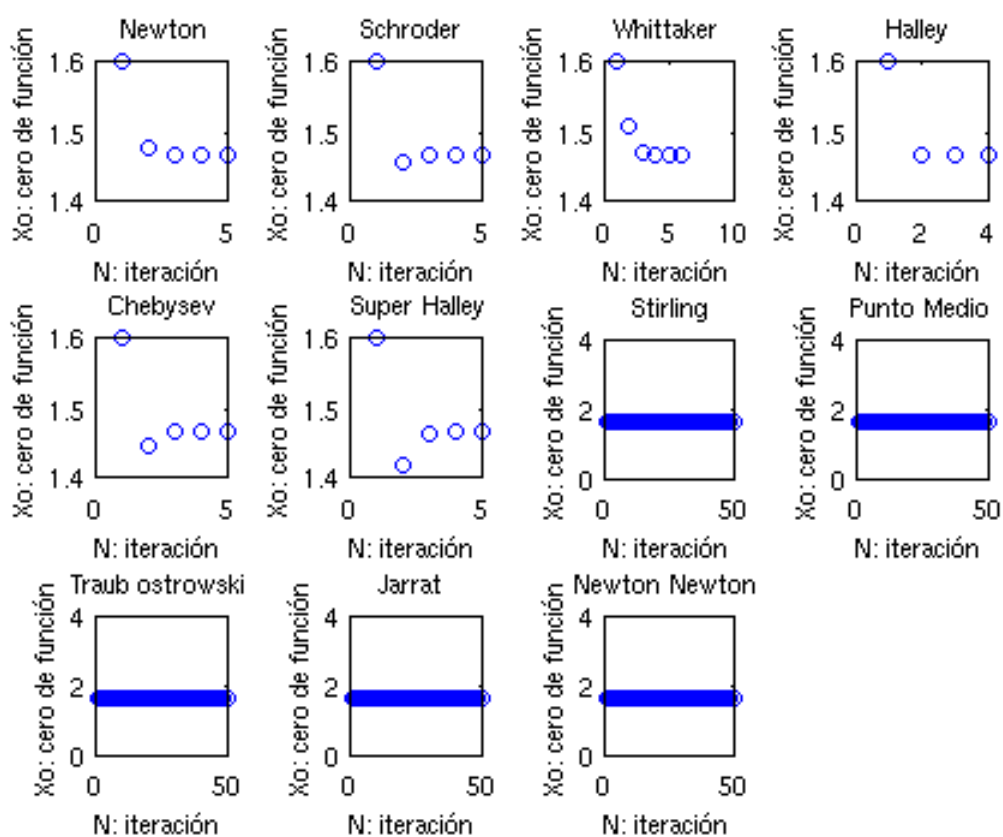 Newton
Xo: cero de función
1.6
1.5
1.4
0
5
N: iteración
Schroder
Xo: cero de función
1.6
1.5
1.4
0
5
N: iteración
Whittaker
Xo: cero de función
1.6
1.5
1.4
0
5
10
N: iteración
Halley
Xo: cero de función
1.6
1.5
1.4
0
2
4
N: iteración
Chebysev
Xo: cero de función
1.6
1.5
1.4
0
5
N: iteración
Super Halley
Xo: cero de función
1.6
1.5
1.4
0
5
N: iteración
Stirling
Xo: cero de función
4
2
0
0
50
N: iteración
Punto Medio
Xo: cero de función
4
2
0
0
50
N: iteración
Traub ostrowski
Xo: cero de función
4
2
0
0
50
N: iteración
Jarrat
Xo: cero de función
4
2
0
0
50
N: iteración
Newton Newton
Xo: cero de función
4
2
0
0
50
N: iteración